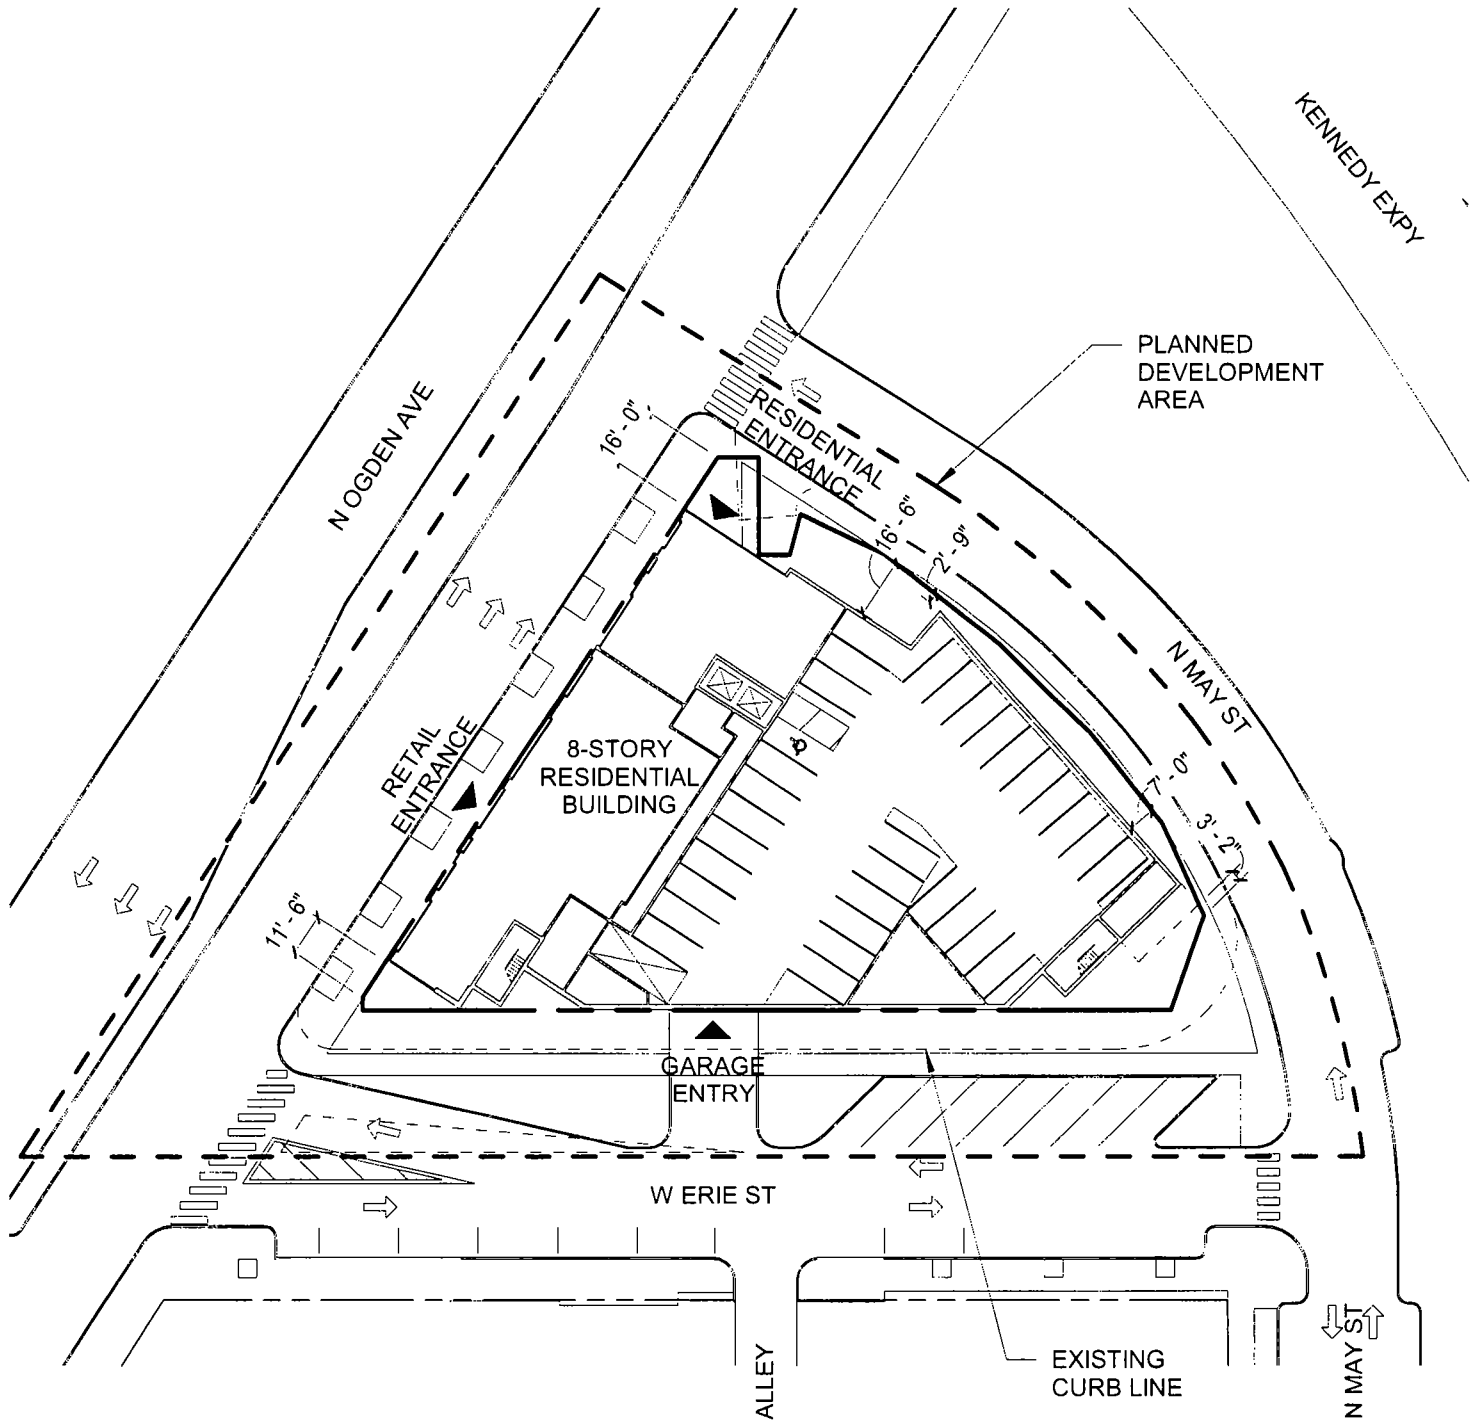 KENNEDY EXPY
PLANNED
DEVELOPMENT
AREA
N OGDEN AVE
16' - 0"
RESIDENTIAL
ENTRANCE
16' - 6"
2' - 9"
N MAY ST
RETAIL
ENTRANCE
8-STORY
RESIDENTIAL
BUILDING
7' - 0"
3' - 2"
11' - 6"
GARAGE
ENTRY
W ERIE ST
EXISTING
CURB LINE
ALLEY
N MAY ST